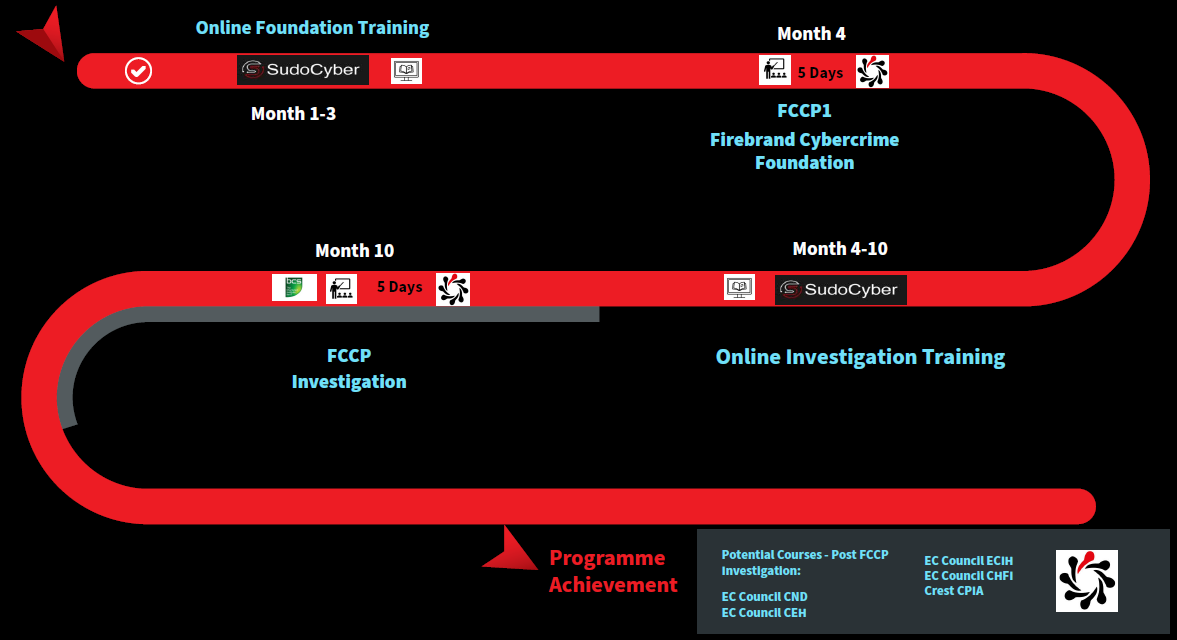 Online Foundation Training
Month 4
SudoCyber
5 Days
Month 1-3
FCCP1
Firebrand Cybercrime
Foundation
Month 10
Month 4-10
BCS
5 Days
SudoCyber
FCCP
Investigation
Online Investigation Training
Programme
Achievement
Potential Courses - Post FCCP
Investigation:
EC Council CND
EC Council CEH
EC Council ECIH
EC Council CHFI
Crest CPIA